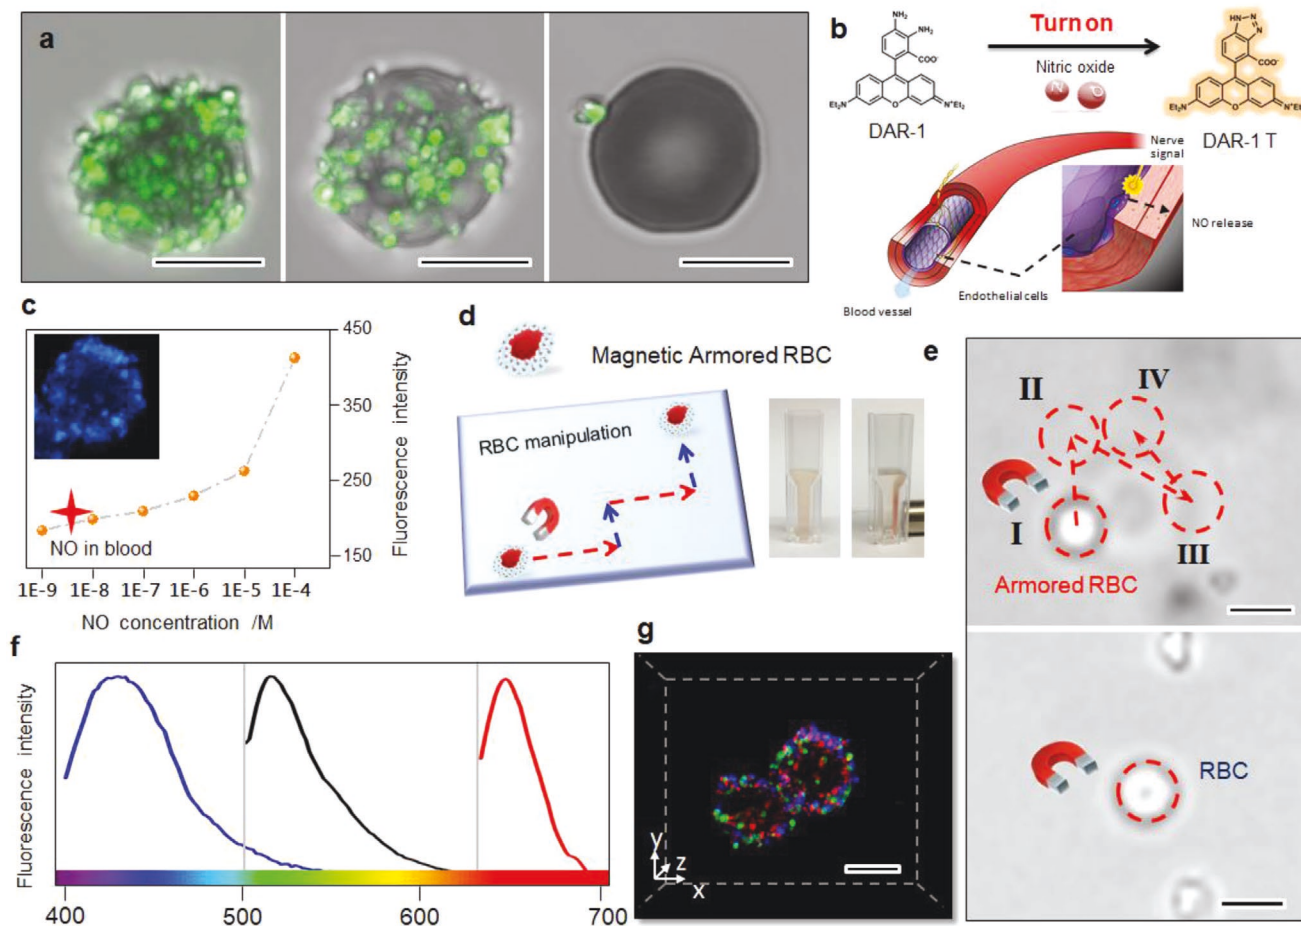 a
b
Turn on
Nitric oxide
N
O
NH₂
NH₂
COO⁻
Et₂N
O
N⁺Et₂
DAR-1
HN
N
N
COO⁻
Et₂N
O
DAR-1 T
Nerve
signal
NO release
Endothelial cells
Blood vessel
c
450
350
250
150
Fluorescence intensity
NO in blood
1E-9 1E-8 1E-7 1E-6 1E-5 1E-4
NO concentration /M
d
Magnetic Armored RBC
RBC manipulation
e
II
IV
I
III
Armored RBC
RBC
f
Fluorescence intensity
400 500 600 700
g
y
z
x